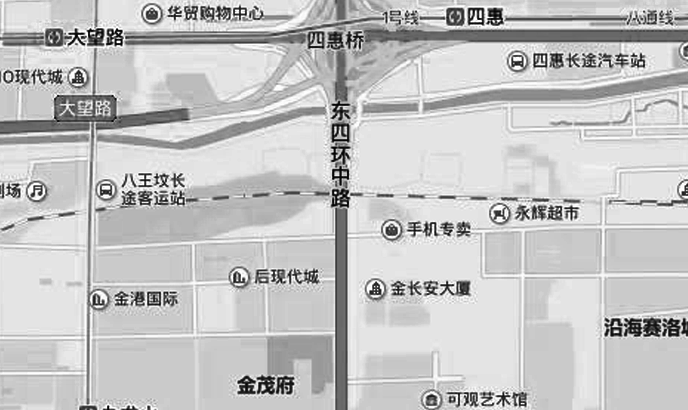 华贸购物中心
1号线
四惠
八通线
大望路
四惠桥
四惠长途汽车站
现代城
大望路
东四环中路
八王坟长
途客运站
场
永辉超市
手机专卖
后现代城
金长安大厦
金港国际
沿海赛洛
金茂府
可观艺术馆